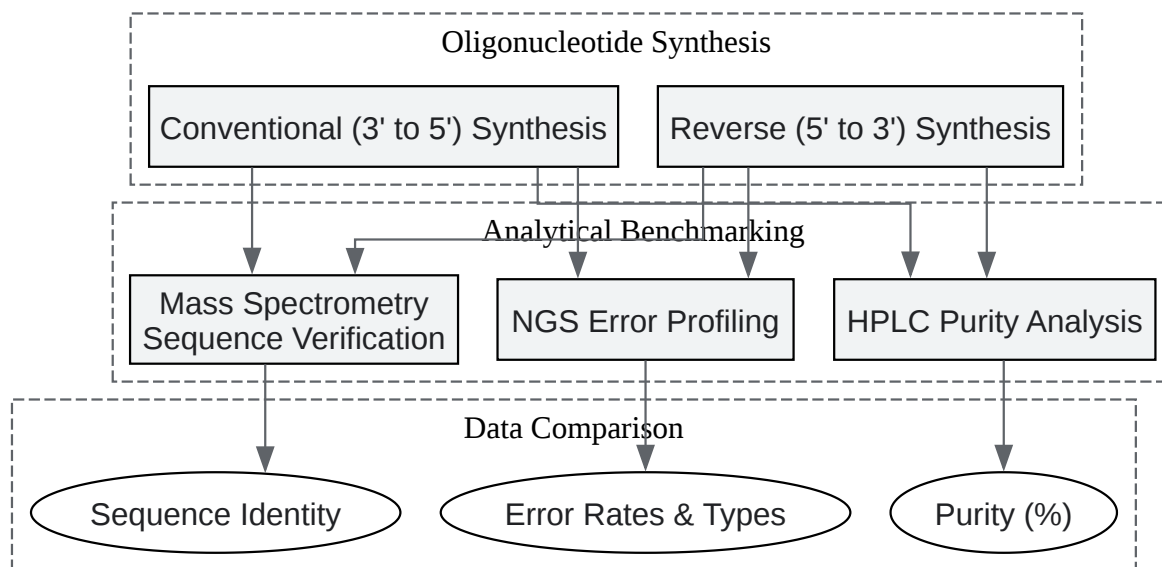 Oligonucleotide Synthesis
Conventional (3' to 5') Synthesis
Reverse (5' to 3') Synthesis
Analytical Benchmarking
Mass Spectrometry
Sequence Verification
NGS Error Profiling
HPLC Purity Analysis
Data Comparison
Sequence Identity
Error Rates & Types
Purity (%)